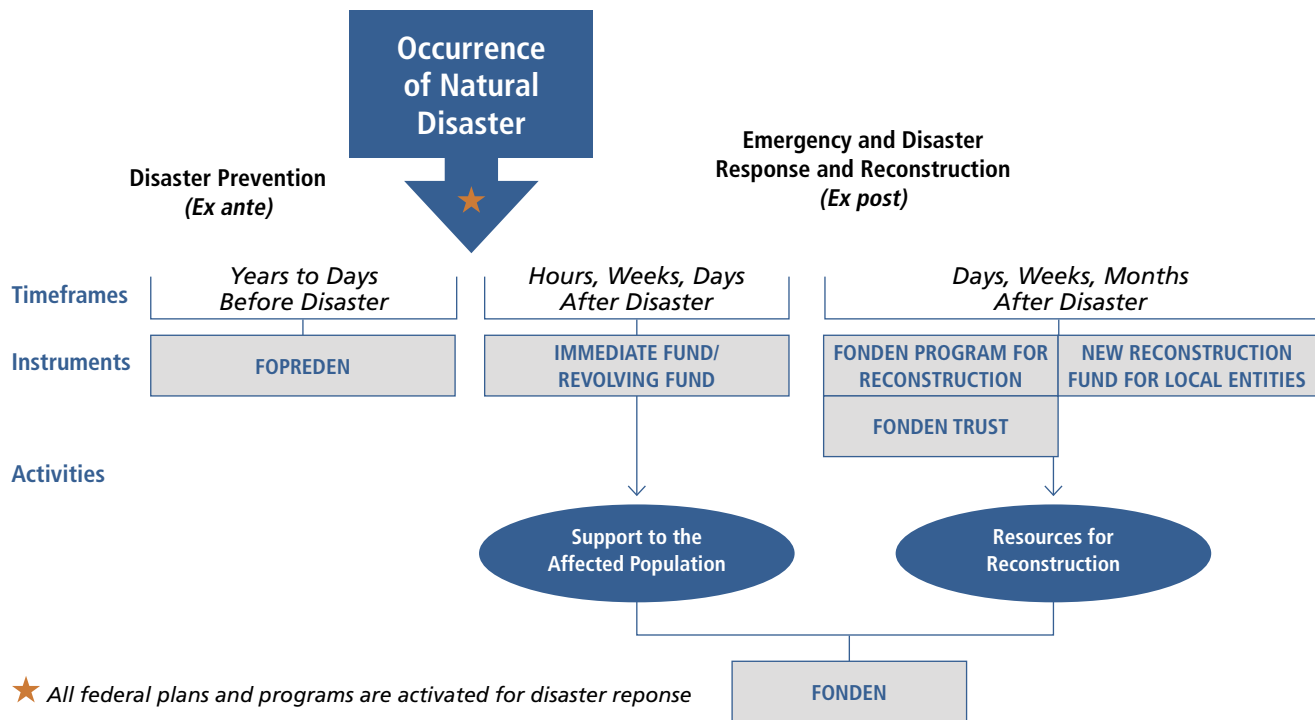 Occurrence
of Natural
Disaster
Disaster Prevention
(Ex ante)
Emergency and Disaster
Response and Reconstruction
(Ex post)
Timeframes
Years to Days
Before Disaster
Hours, Weeks, Days
After Disaster
Days, Weeks, Months
After Disaster
Instruments
FOPREDEN
IMMEDIATE FUND/
REVOLVING FUND
FONDEN PROGRAM FOR
RECONSTRUCTION
NEW RECONSTRUCTION
FUND FOR LOCAL ENTITIES
FONDEN TRUST
Activities
Support to the
Affected Population
Resources for
Reconstruction
FONDEN
All federal plans and programs are activated for disaster reponse